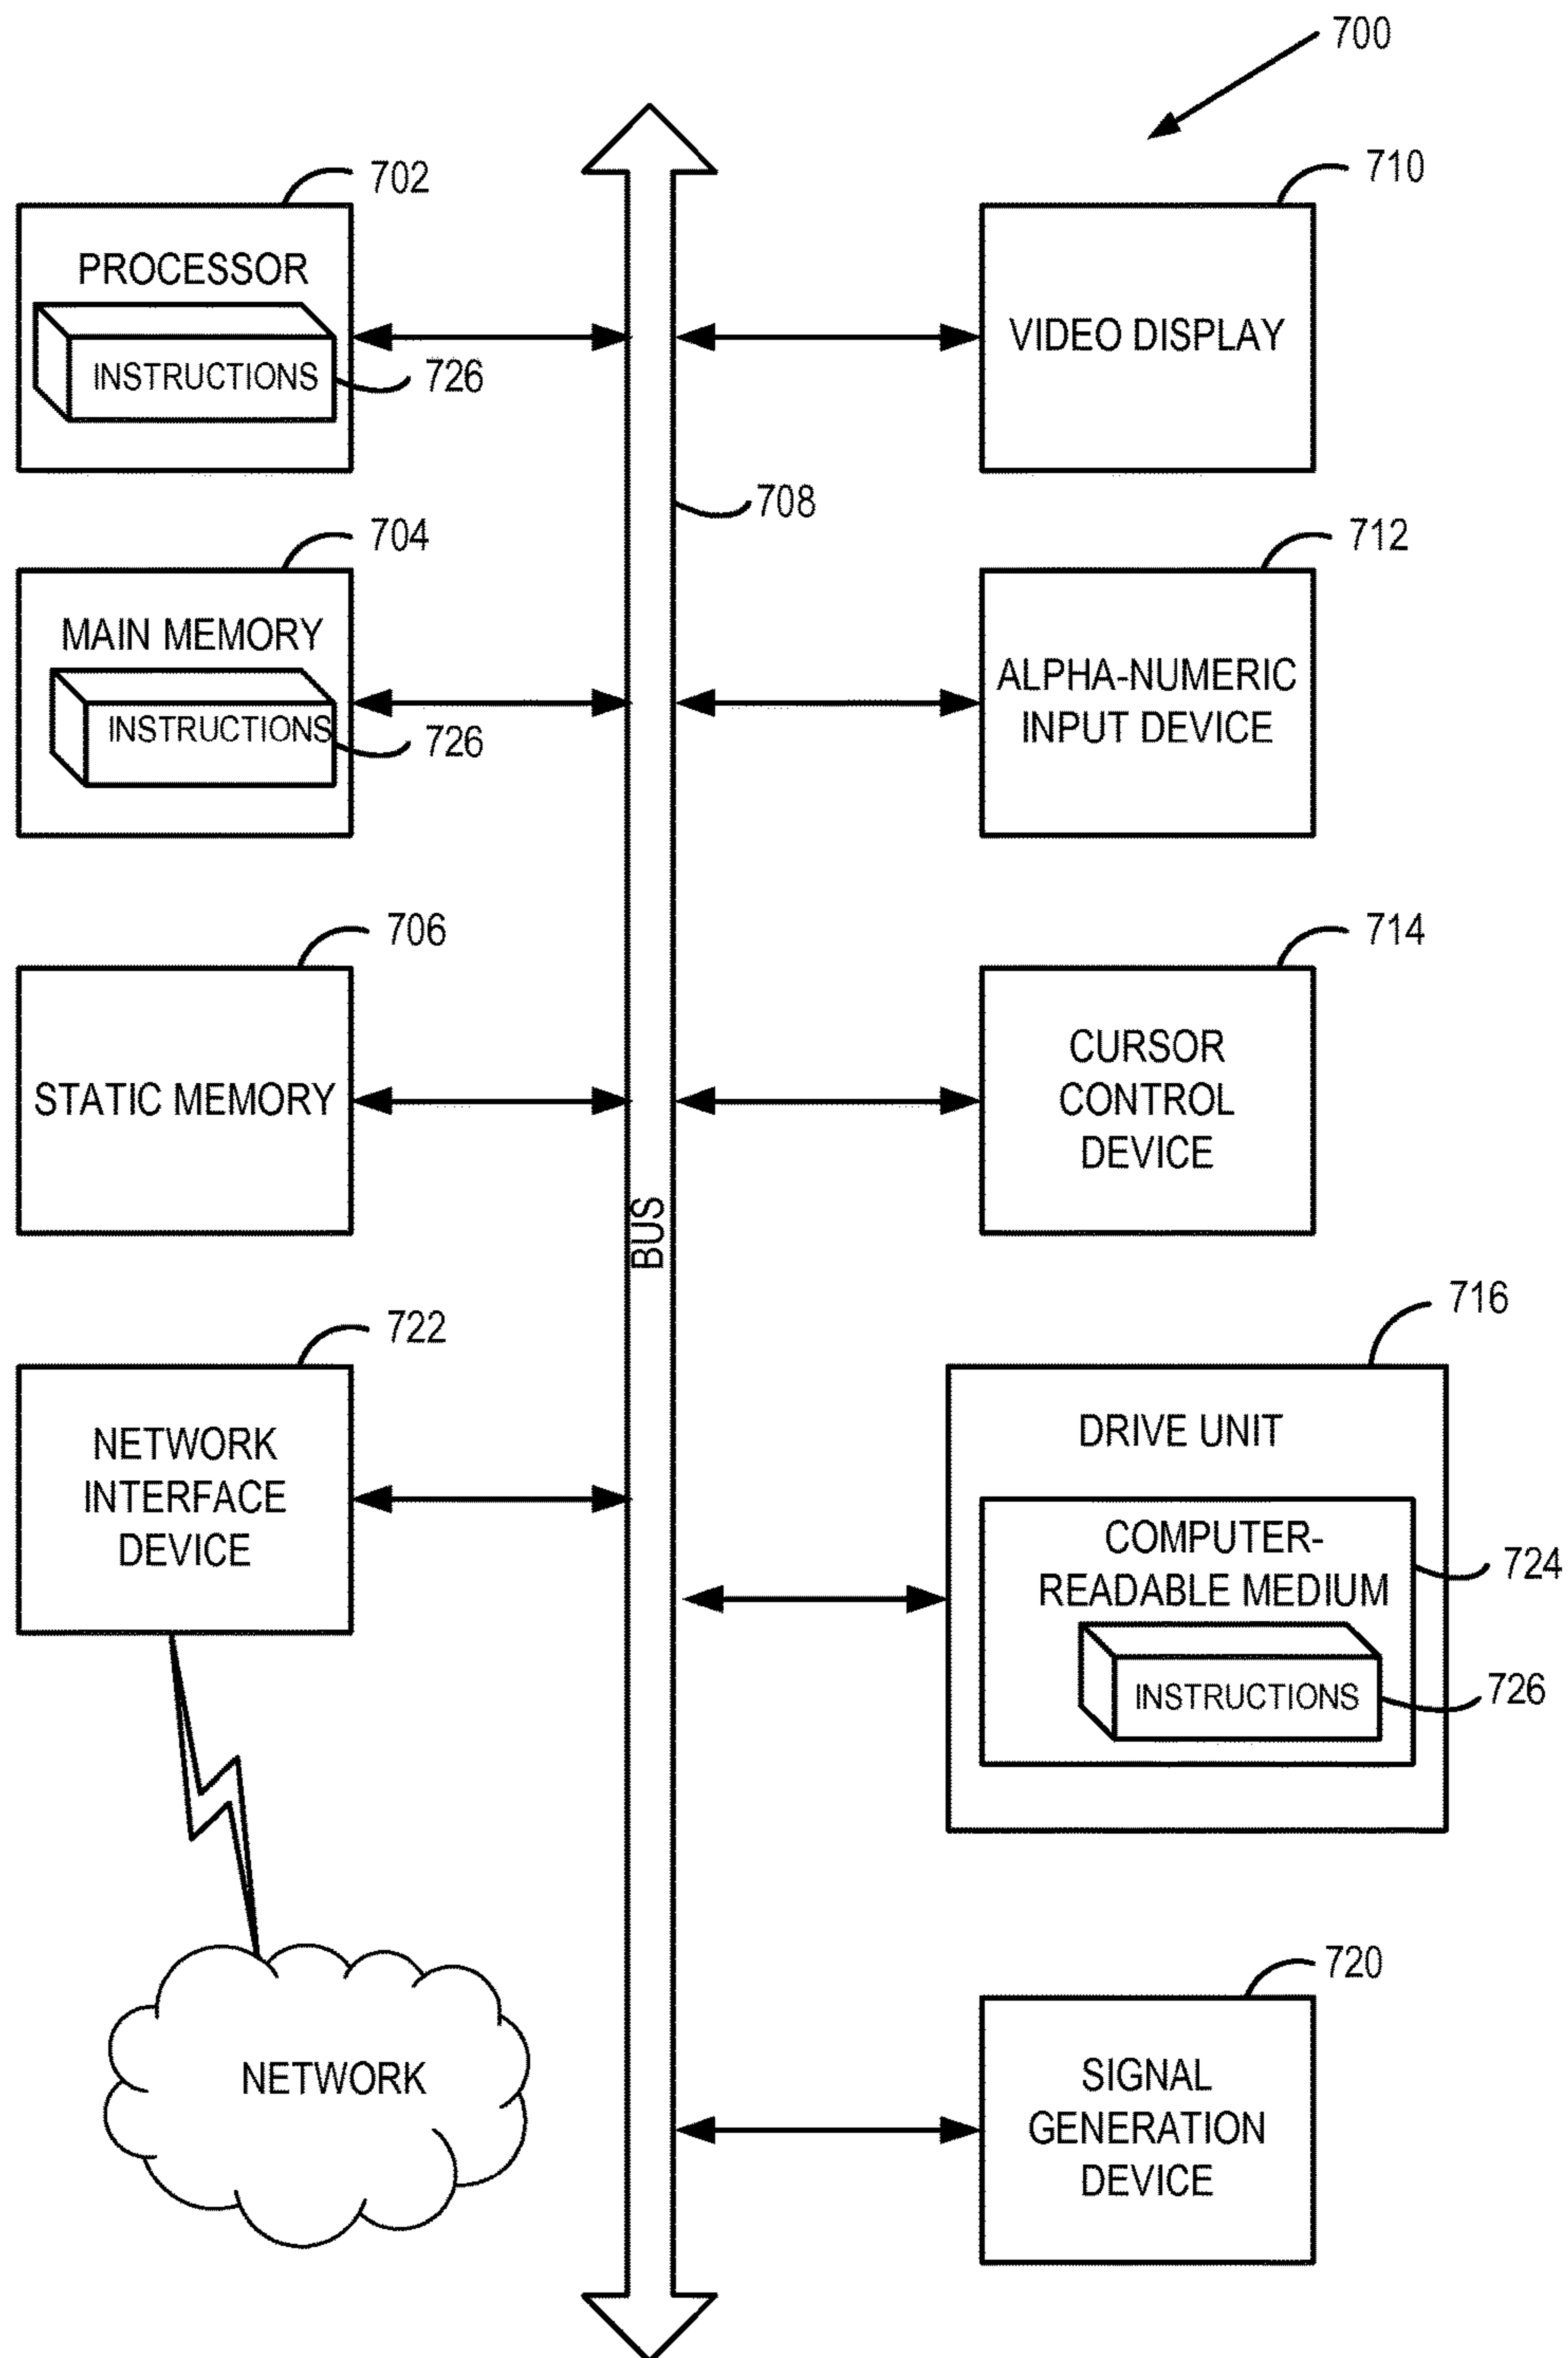 700
702
PROCESSOR
INSTRUCTIONS
726
710
VIDEO DISPLAY
708
704
MAIN MEMORY
INSTRUCTIONS
726
712
ALPHA-NUMERIC
INPUT DEVICE
706
STATIC MEMORY
714
CURSOR
CONTROL
DEVICE
BUS
722
NETWORK
INTERFACE
DEVICE
716
DRIVE UNIT
COMPUTER-
READABLE MEDIUM
724
INSTRUCTIONS
726
NETWORK
720
SIGNAL
GENERATION
DEVICE